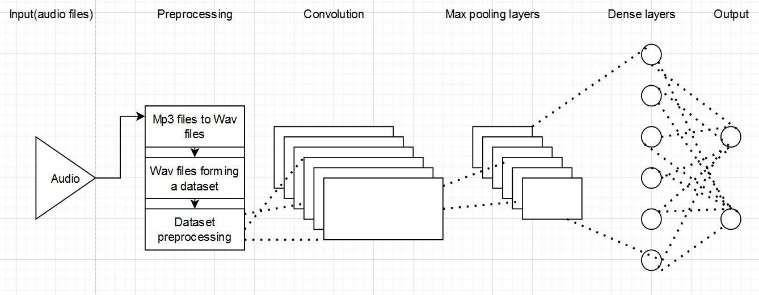 Input(audio files)
Preprocessing
Convolution
Max pooling layers
Dense layers
Output
Audio
Mp3 files to Wav
files
Wav files forming
a dataset
Dataset
preprocessing